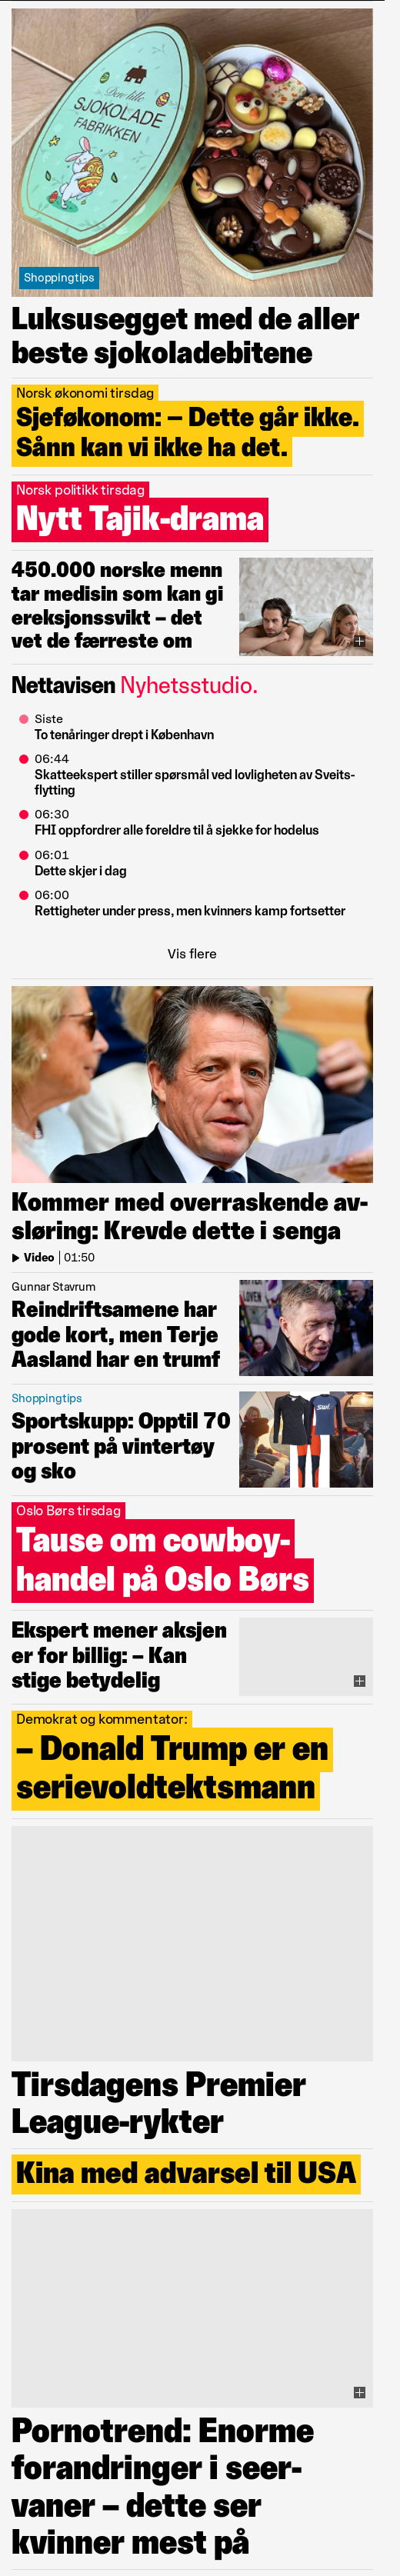 Den lille
SJOKOLADE
FABRIKKEN
Shoppingtips
Luksusegget med de aller
beste sjokoladebitene
Norsk økonomi tirsdag
Sjeføkonom: – Dette går ikke.
Sånn kan vi ikke ha det.
Norsk politikk tirsdag
Nytt Tajik-drama
450.000 norske menn
tar medisin som kan gi
ereksjonssvikt – det
vet de færreste om
Nettavisen Nyhetsstudio.
Siste
To tenåringer drept i København
06:44
Skatteekspert stiller spørsmål ved lovligheten av Sveits-
flytting
06:30
FHI oppfordrer alle foreldre til å sjekke for hodelus
06:01
Dette skjer i dag
06:00
Rettigheter under press, men kvinners kamp fortsetter
Vis flere
Kommer med overraskende av-
sløring: Krevde dette i senga
Video | 01:50
Gunnar Stavrum
Reindriftsamene har
gode kort, men Terje
Aasland har en trumf
LOVEN
Shoppingtips
Sportskupp: Opptil 70
prosent på vintertøy
og sko
Swi.
Oslo Børs tirsdag
Tause om cowboy-
handel på Oslo Børs
Ekspert mener aksjen
er for billig: – Kan
stige betydelig
Demokrat og kommentator:
– Donald Trump er en
serievoldtektsmann
Tirsdagens Premier
League-rykter
Kina med advarsel til USA
Pornotrend: Enorme
forandringer i seer-
vaner – dette ser
kvinner mest på